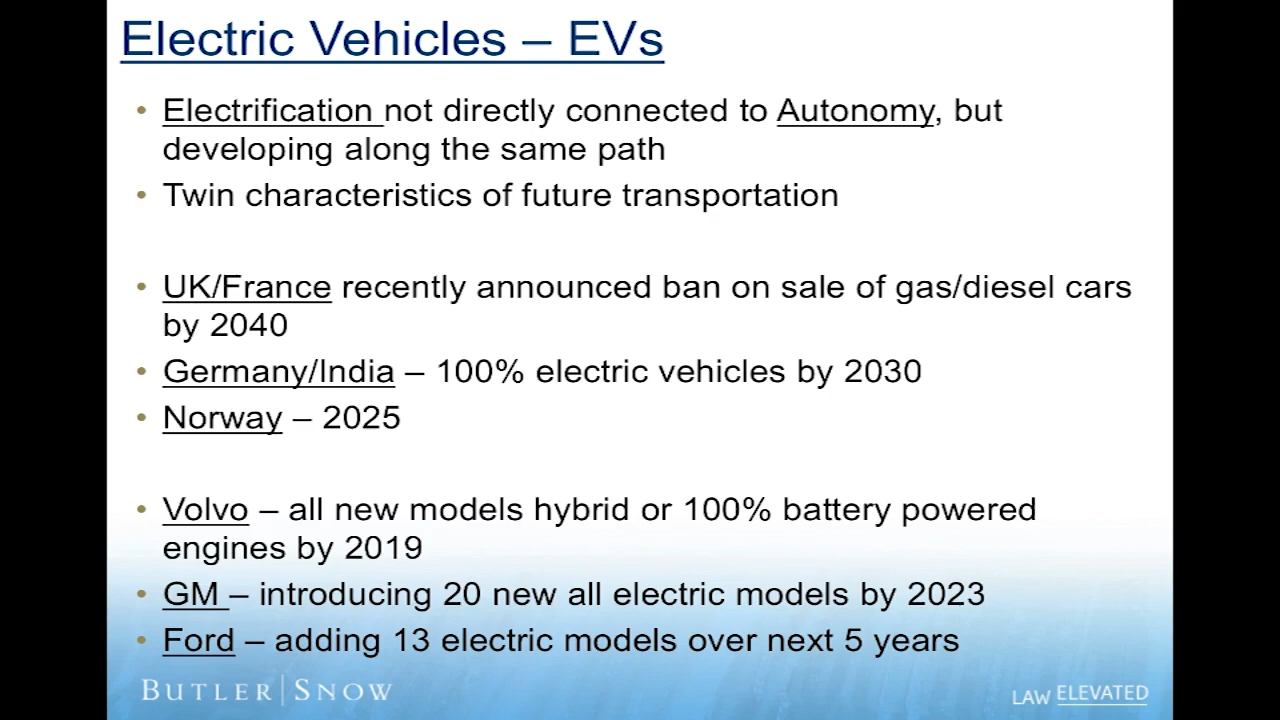 Electric Vehicles – EVs
• Electrification not directly connected to Autonomy, but
developing along the same path
• Twin characteristics of future transportation
• UK/France recently announced ban on sale of gas/diesel cars
by 2040
• Germany/India – 100% electric vehicles by 2030
• Norway – 2025
• Volvo – all new models hybrid or 100% battery powered
engines by 2019
• GM – introducing 20 new all electric models by 2023
• Ford – adding 13 electric models over next 5 years
BUTLER | SNOW
LAW ELEVATED